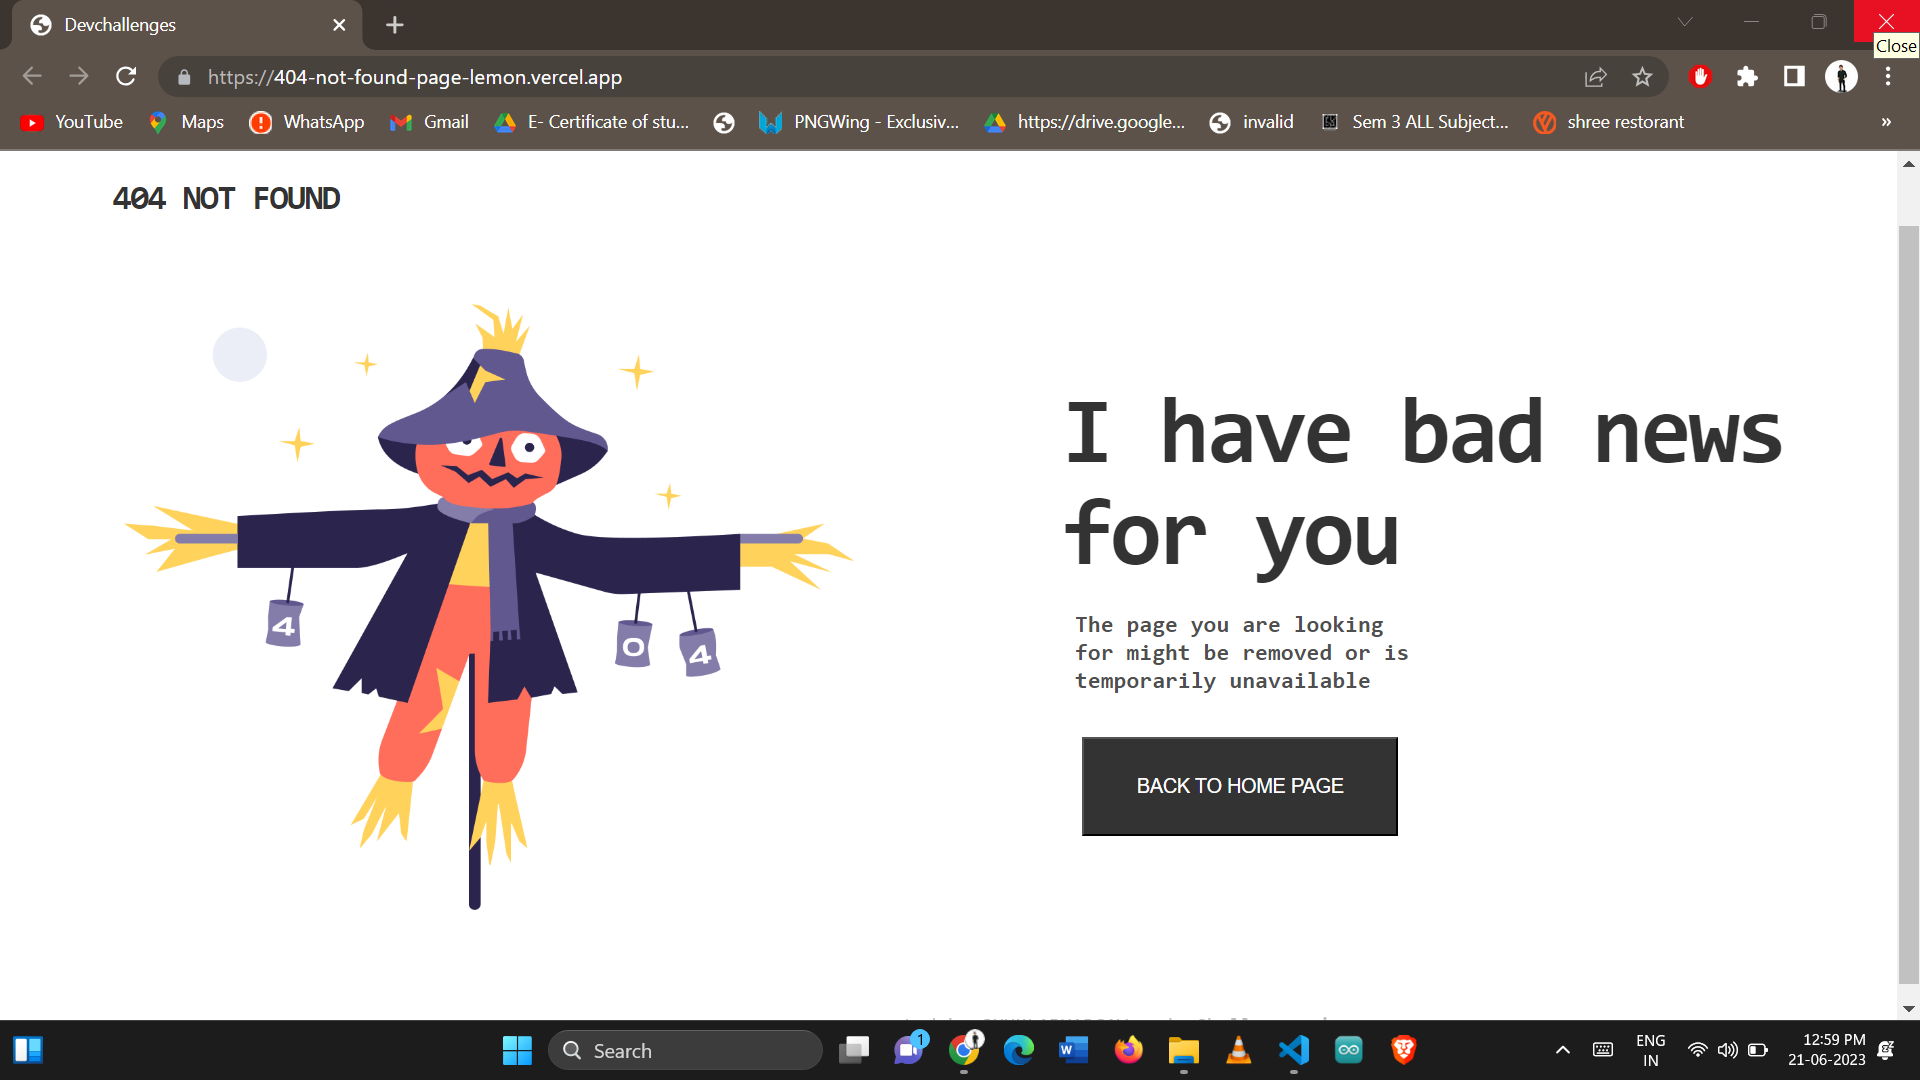 Devchallenges
Close
https://404-not-found-page-lemon.vercel.app
YouTube Maps WhatsApp Gmail E- Certificate of stu... PNGWing - Exclusiv... https://drive.google... invalid Sem 3 ALL Subject... shree restorant »
404 NOT FOUND
I have bad news
for you
The page you are looking
for might be removed or is
temporarily unavailable
BACK TO HOME PAGE
4
0
4
Search
1
ENG
IN
12:59 PM
21-06-2023